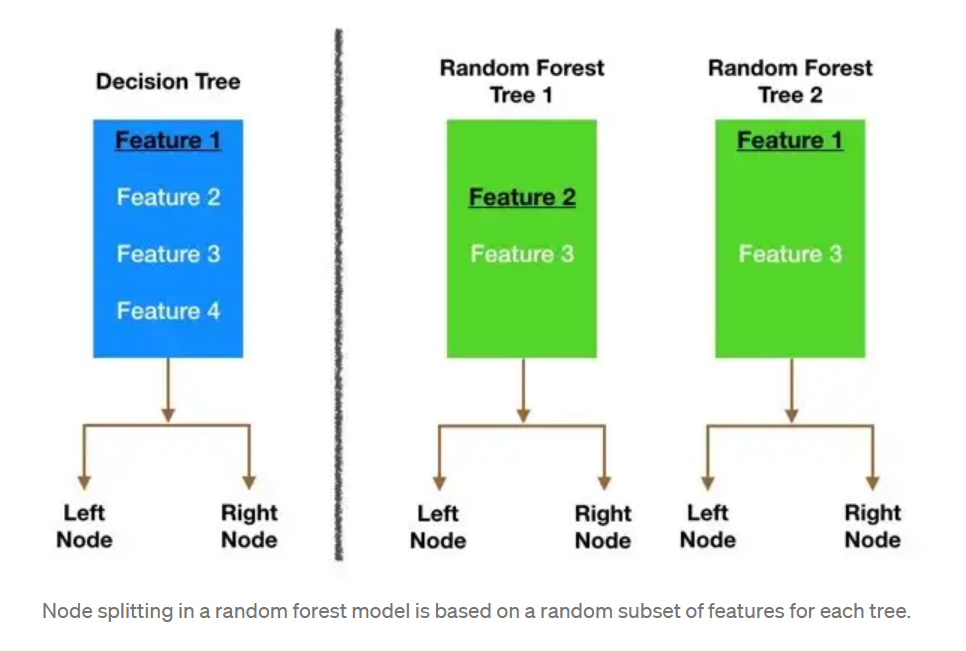 Decision Tree
Feature 1
Feature 2
Feature 3
Feature 4
Left
Node
Right
Node
Random Forest
Tree 1
Feature 2
Feature 3
Left
Node
Right
Node
Random Forest
Tree 2
Feature 1
Feature 3
Left
Node
Right
Node
Node splitting in a random forest model is based on a random subset of features for each tree.